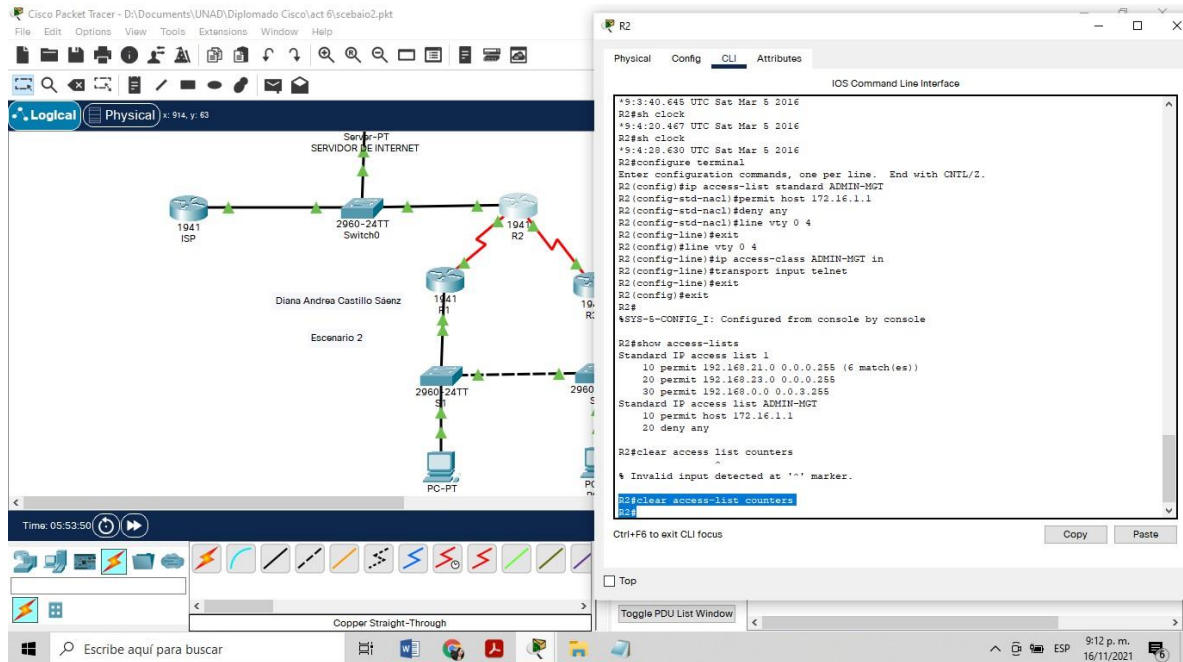 Cisco Packet Tracer - D:\Documents\UNAD\Diplomado Cisco\act 6\scebaio2.pkt
File Edit Options View Tools Extensions Window Help
Logical Physical x: 914, y: 63
Server-PT
SERVIDOR DE INTERNET
1941
ISP
2960-24TT
Switch0
1941
R2
Diana Andrea Castillo Sáenz
1941
R1
Escenario 2
2960-24TT
S1
PC-PT
Time: 05:53:50
Copper Straight-Through
R2
Physical Config CLI Attributes
IOS Command Line Interface
*9:3:40.645 UTC Sat Mar 5 2016
R2#sh clock
*9:4:20.467 UTC Sat Mar 5 2016
R2#sh clock
*9:4:28.630 UTC Sat Mar 5 2016
R2#configure terminal
Enter configuration commands, one per line. End with CNTL/Z.
R2(config)#ip access-list standard ADMIN-MGT
R2(config-std-nacl)#permit host 172.16.1.1
R2(config-std-nacl)#deny any
R2(config-std-nacl)#line vty 0 4
R2(config-line)#exit
R2(config)#line vty 0 4
R2(config-line)#ip access-class ADMIN-MGT in
R2(config-line)#transport input telnet
R2(config-line)#exit
R2(config)#exit
R2#
%SYS-5-CONFIG_I: Configured from console by console
R2#show access-lists
Standard IP access list 1
10 permit 192.168.21.0 0.0.0.255 (6 match(es))
20 permit 192.168.23.0 0.0.0.255
30 permit 192.168.0.0 0.0.3.255
Standard IP access list ADMIN-MGT
10 permit host 172.16.1.1
20 deny any
R2#clear access list counters
^
% Invalid input detected at '^' marker.
R2#clear access-list counters
R2#
Ctrl+F6 to exit CLI focus
Copy Paste
Top
Toggle PDU List Window
Escribe aquí para buscar
ESP
9:12 p. m.
16/11/2021
6